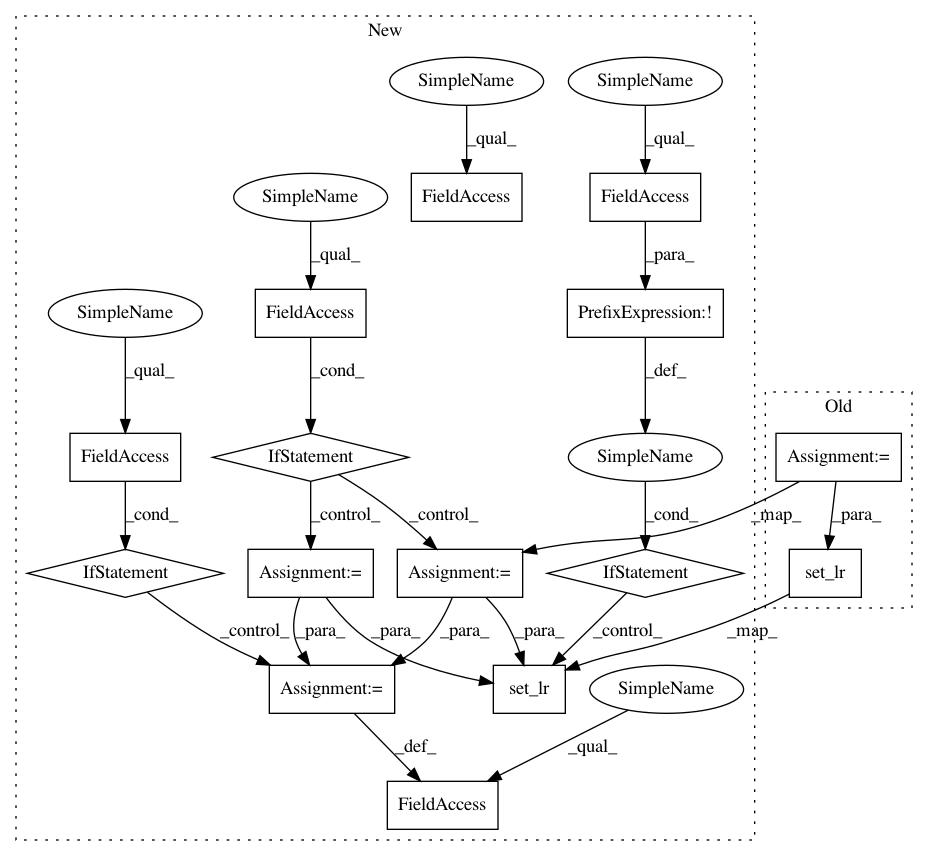 New
SimpleName
SimpleName
_qual_
_qual_
SimpleName
FieldAccess
FieldAccess
_qual_
_para_
SimpleName
FieldAccess
PrefixExpression:!
_qual_
_cond_
_def_
Old
FieldAccess
IfStatement
SimpleName
Assignment:=
_cond_
_control_
_control_
_cond_
_map_
_para_
IfStatement
Assignment:=
Assignment:=
IfStatement
set_lr
_control_
_para_
_para_
_para_
_para_
_control_
_map_
Assignment:=
set_lr
SimpleName
_def_
_qual_
FieldAccess